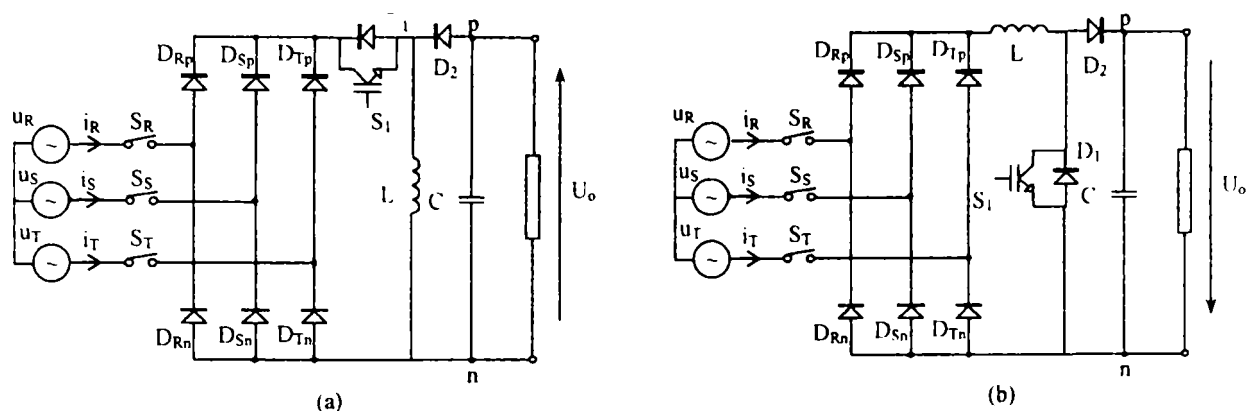 D_Rp D_Sp D_Tp
D_2
p
S_1
u_R i_R S_R
u_S i_S S_S
u_T i_T S_T
L
C
U_o
D_Rn D_Sn D_Tn
n
(a)
D_Rp D_Sp D_Tp
L
D_2
p
u_R i_R S_R
u_S i_S S_S
u_T i_T S_T
S_1
D_1
C
U_o
D_Rn D_Sn D_Tn
n
(b)